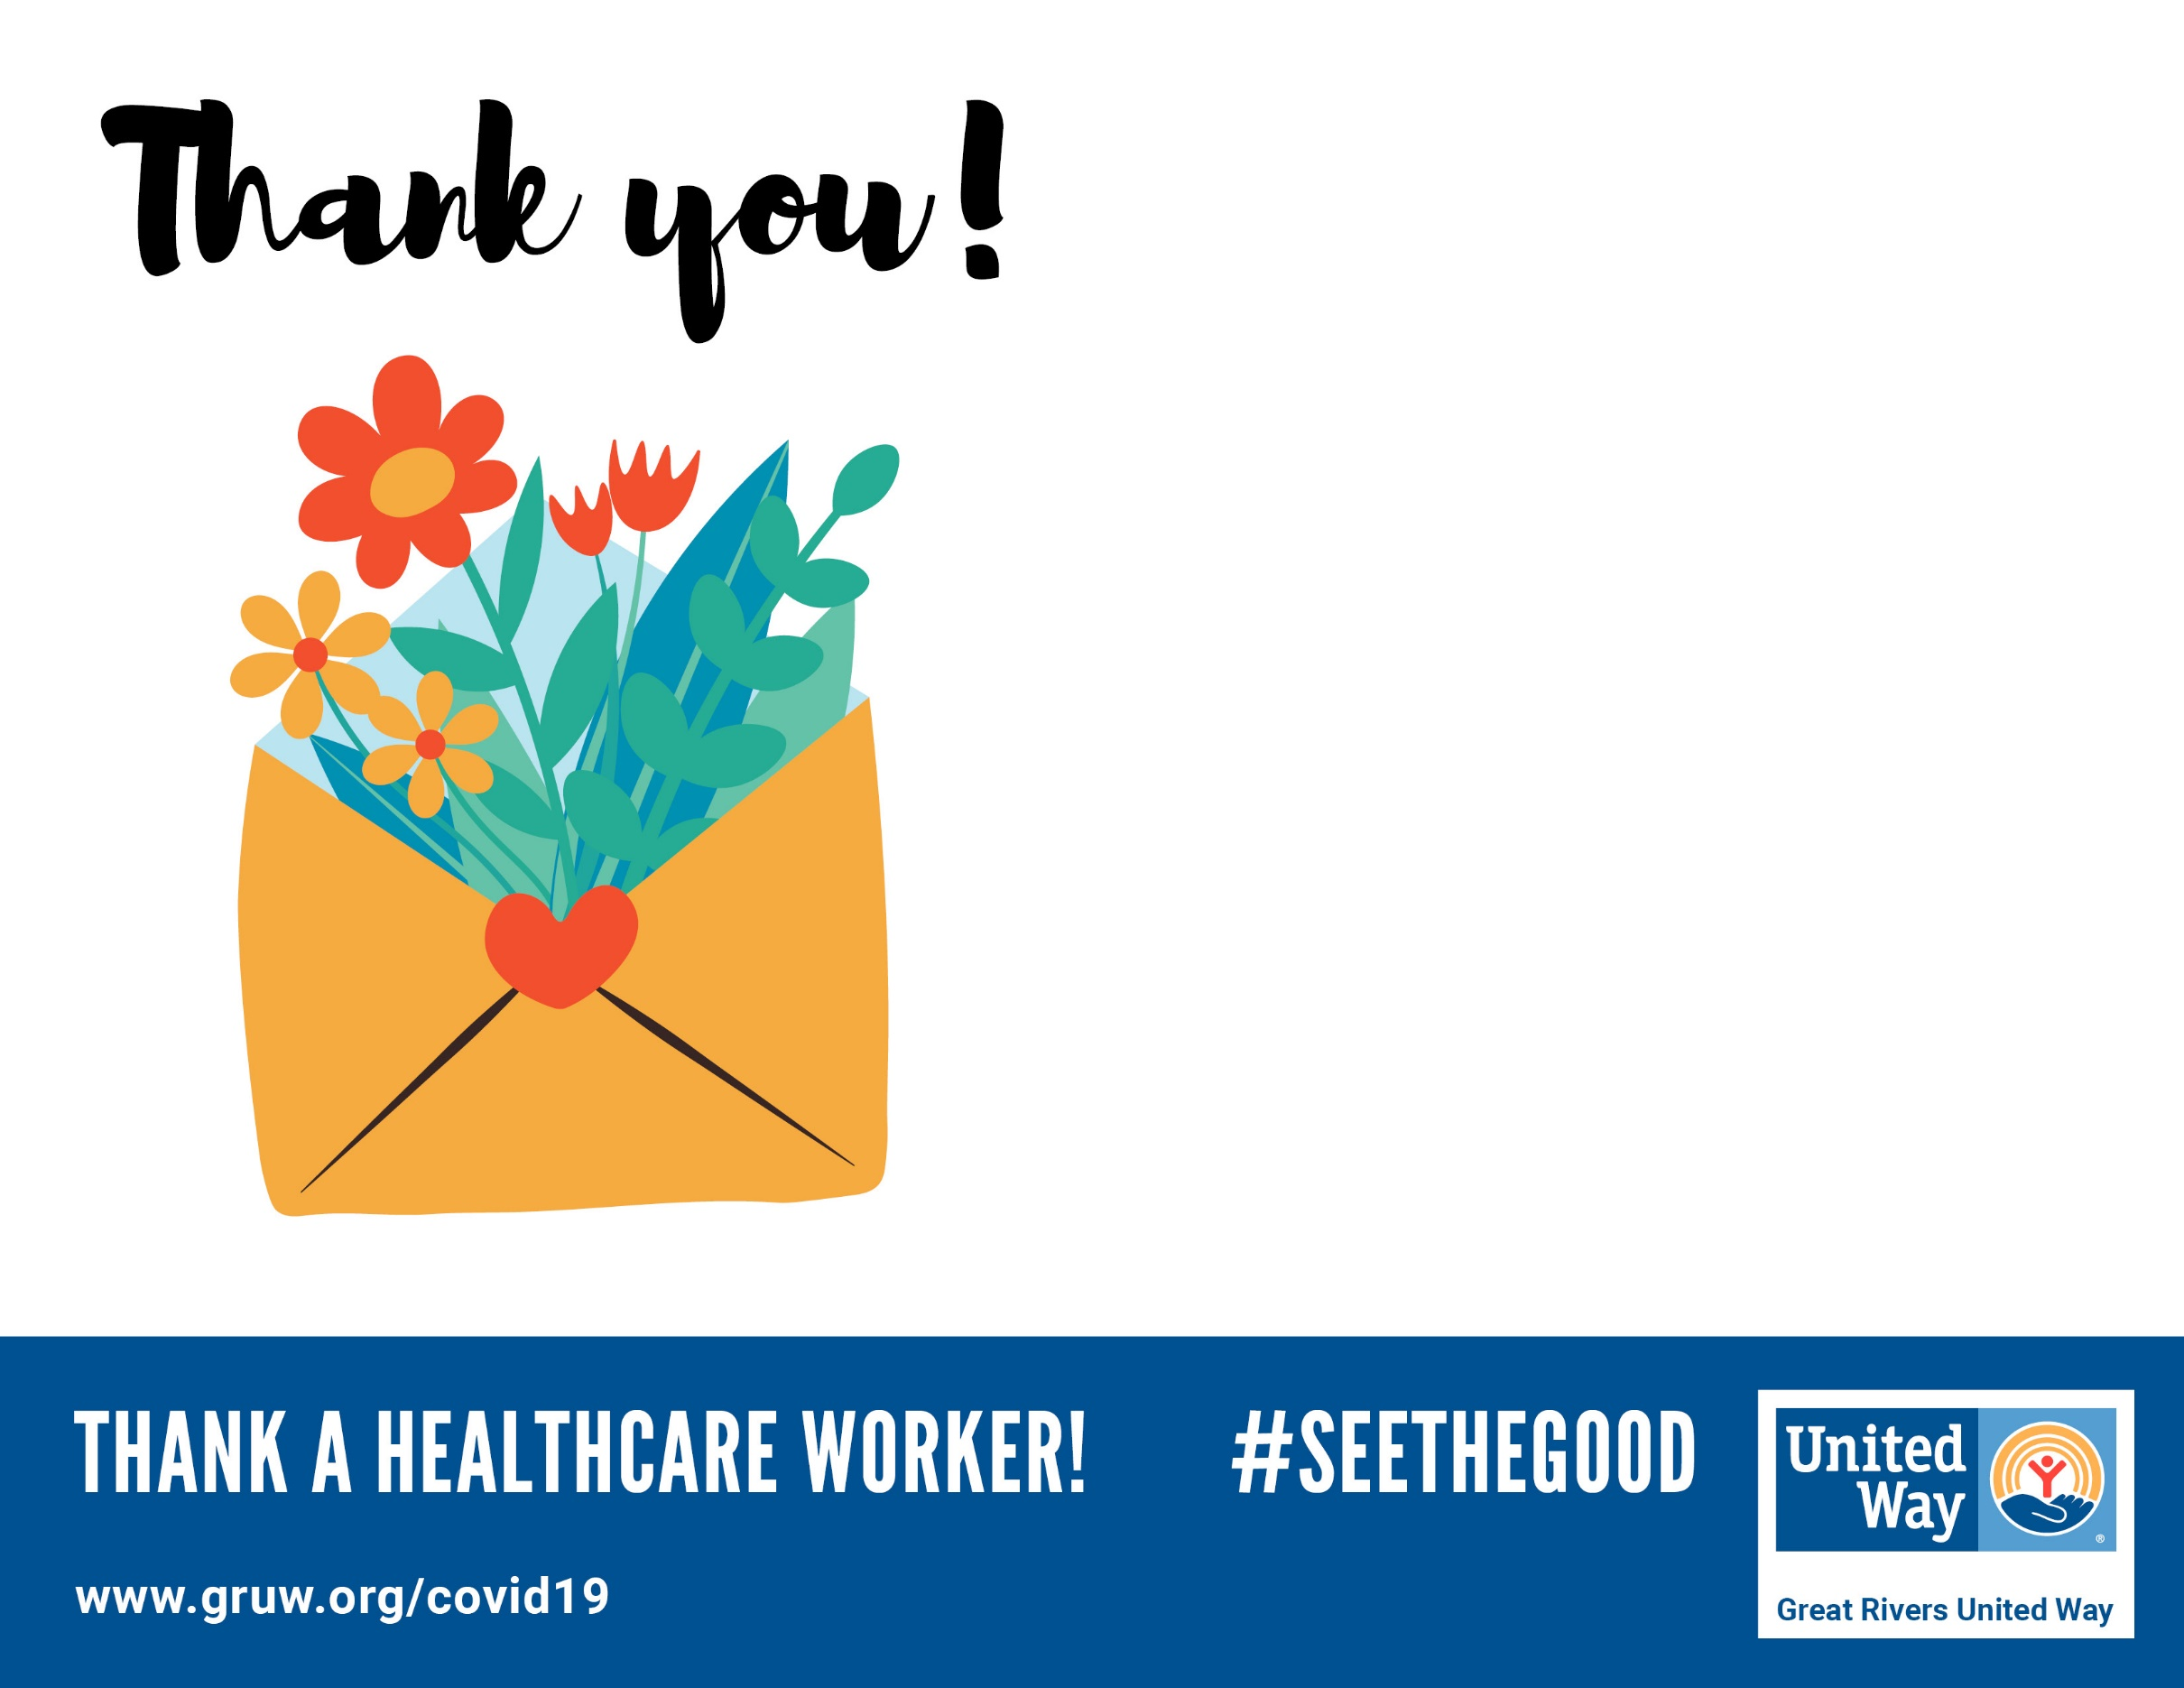 Thank you!
THANK A HEALTHCARE WORKER!
#SEETHEGOOD
www.gruw.org/covid19
United
Way
®
Great Rivers United Way